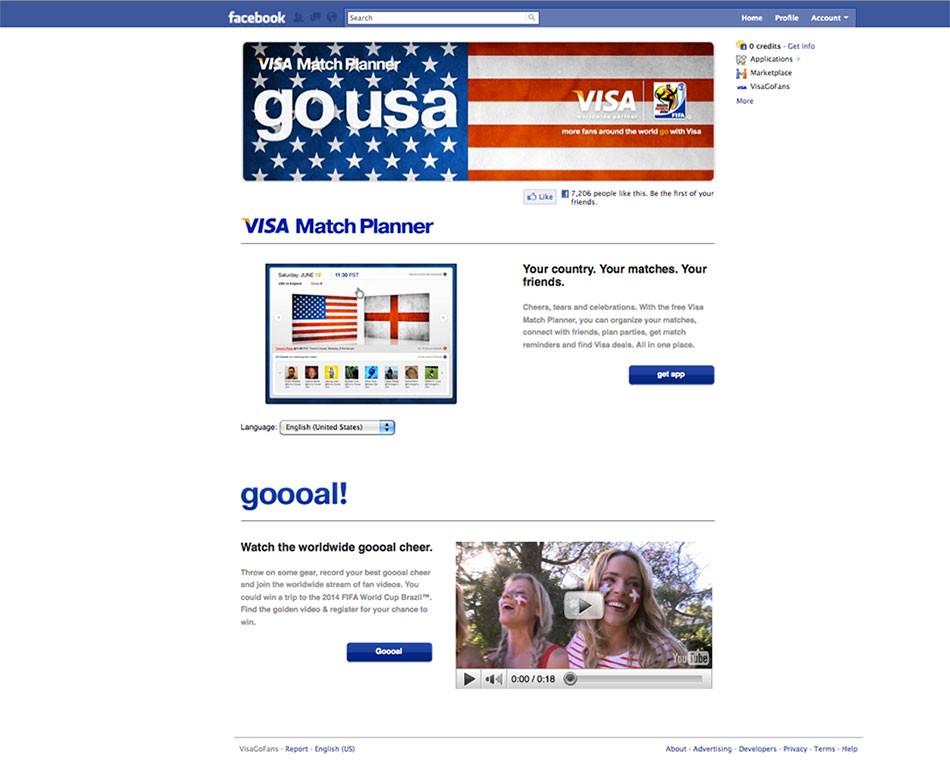 facebook
Search
Home Profile Account
VISA Match Planner
go usa
VISA
worldwide partner
FIFA
more fans around the world go with Visa
0 credits - Get Info
Applications
Marketplace
VisaGoFans
More
Like
7,206 people like this. Be the first of your
friends.
VISA Match Planner
Saturday, JUNE 12 11:30 PST
Your country. Your matches. Your
friends.
Cheers, tears and celebrations. With the free Visa
Match Planner, you can organize your matches,
connect with friends, plan parties, get match
reminders and find Visa deals. All in one place.
get app
Language: English (United States)
goooal!
Watch the worldwide goooal cheer.
Throw on some gear, record your best goooal cheer
and join the worldwide stream of fan videos. You
could win a trip to the 2014 FIFA World Cup Brazil™.
Find the golden video & register for your chance to
win.
Goooal
YouTube
0:00 / 0:18
VisaGoFans - Report - English (US)
About - Advertising - Developers - Privacy - Terms - Help